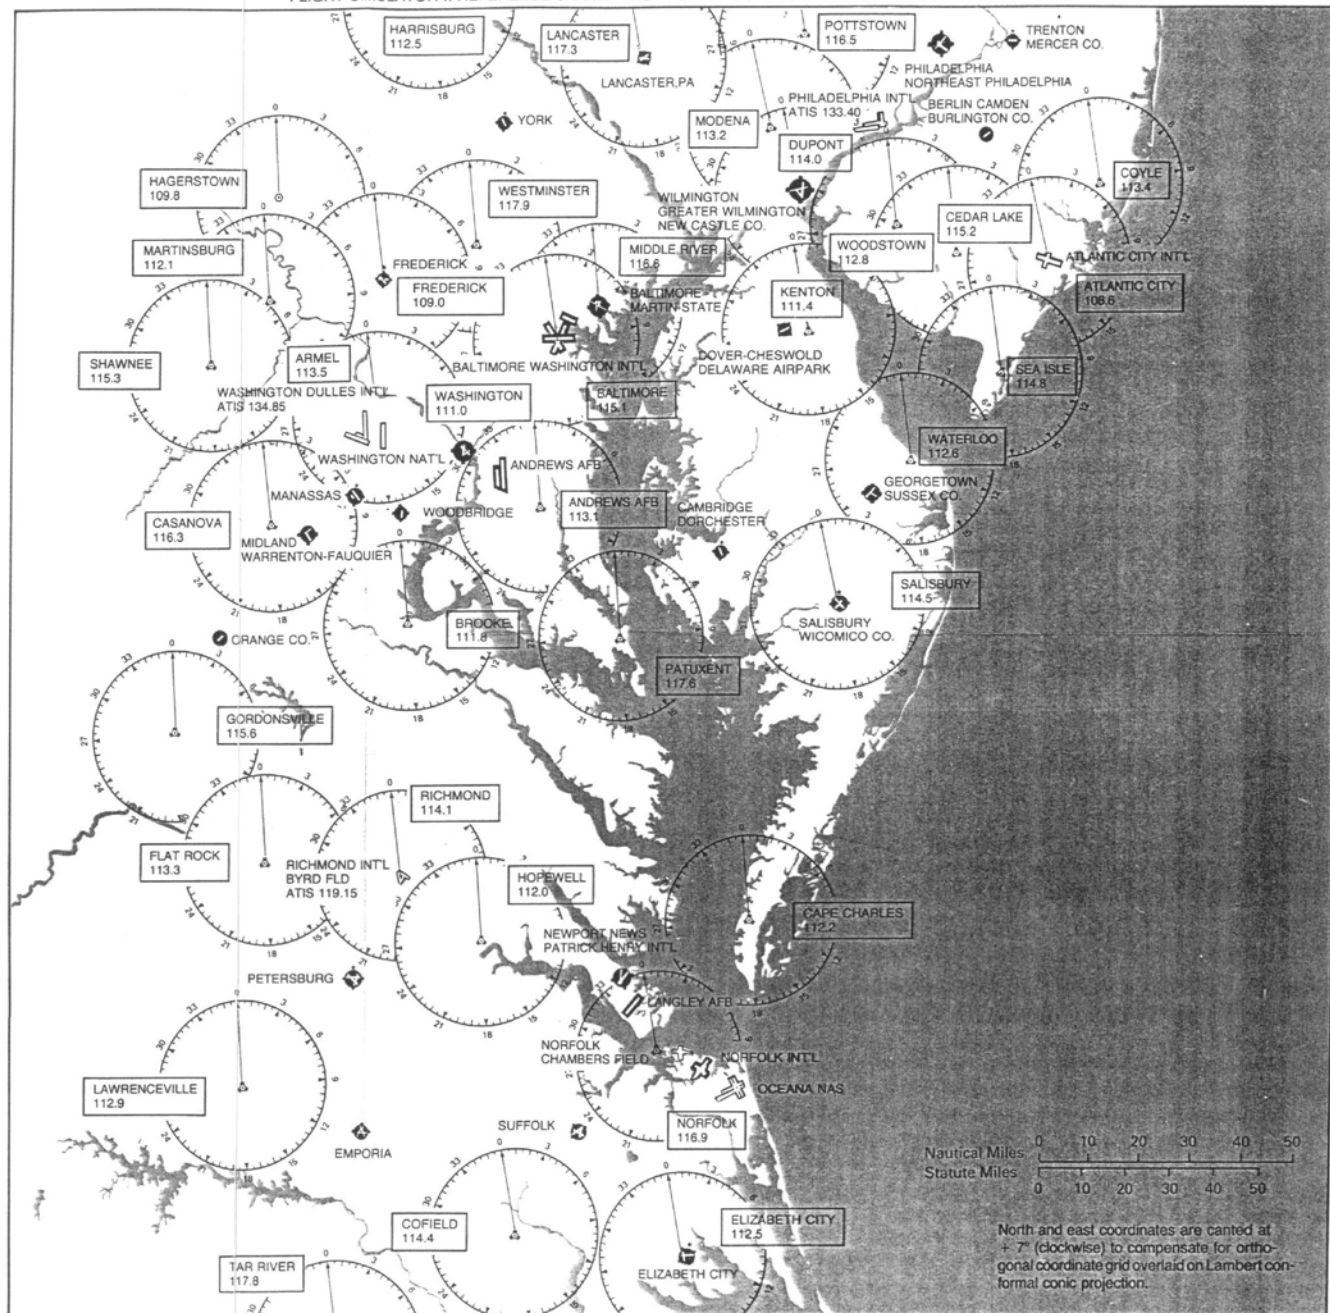 HARRISBURG
112.5
LANCASTER
117.3
LANCASTER,PA
POTTSTOWN
116.5
TRENTON
MERCER CO.
PHILADELPHIA
NORTHEAST PHILADELPHIA
YORK
MODENA
113.2
PHILADELPHIA INT'L
ATIS 133.40
BERLIN CAMDEN
BURLINGTON CO.
DUPONT
114.0
HAGERSTOWN
109.8
WESTMINSTER
117.9
WILMINGTON
GREATER WILMINGTON
NEW CASTLE CO.
COYLE
113.4
CEDAR LAKE
115.2
MARTINSBURG
112.1
MIDDLE RIVER
116.6
WOODSTOWN
112.8
ATLANTIC CITY INT'L
FREDERICK
FREDERICK
109.0
BALTIMORE
MARTIN-STATE
KENTON
111.4
ATLANTIC CITY
108.6
SHAWNEE
115.3
ARMEL
113.5
BALTIMORE WASHINGTON INT'L
DOVER-CHESWOLD
DELAWARE AIRPARK
SEA ISLE
114.8
WASHINGTON DULLES INT'L
ATIS 134.85
WASHINGTON
111.0
BALTIMORE
115.1
WATERLOO
112.6
WASHINGTON NAT'L
ANDREWS AFB
MANASSAS
GEORGETOWN
SUSSEX CO.
CASANOVA
116.3
WOODBRIDGE
ANDREWS AFB
113.1
CAMBRIDGE
DORCHESTER
MIDLAND
WARRENTON-FAUQUIER
SALISBURY
114.5
ORANGE CO.
BROOKE
111.8
SALISBURY
WICOMICO CO.
PATUXENT
117.6
GORDONSVILLE
115.6
RICHMOND
114.1
FLAT ROCK
113.3
RICHMOND INT'L
BYRD FLD
ATIS 119.15
HOPEWELL
112.0
CAPE CHARLES
112.2
NEWPORT NEWS
PATRICK HENRY INT'L
PETERSBURG
LANGLEY AFB
NORFOLK
CHAMBERS FIELD
NORFOLK INT'L
OCEANA NAS
LAWRENCEVILLE
112.9
SUFFOLK
NORFOLK
116.9
EMPORIA
Nautical Miles 0 10 20 30 40 50
Statute Miles
0 10 20 30 40 50
COFIELD
114.4
ELIZABETH CITY
112.5
North and east coordinates are canted at
+ 7° (clockwise) to compensate for ortho-
gonal coordinate grid overlaid on Lambert con-
formal conic projection.
TAR RIVER
117.8
ELIZABETH CITY